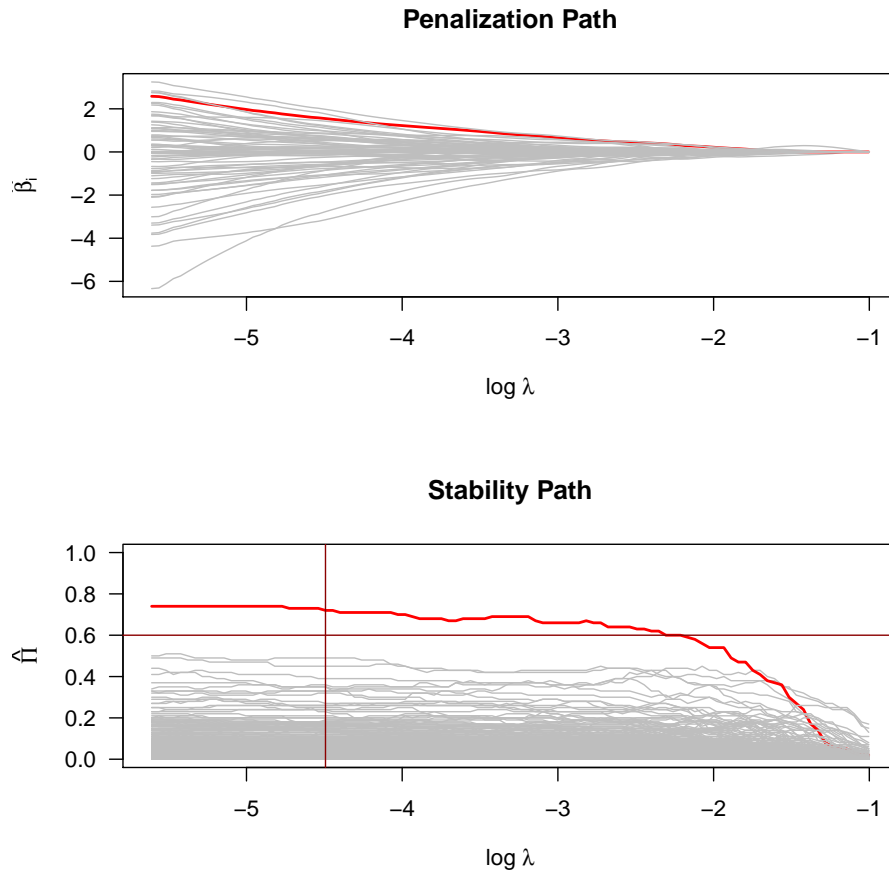 Penalization Path
2
0
−2
−4
−6
β̂i
−5 −4 −3 −2 −1
log λ
Stability Path
1.0
0.8
0.6
0.4
0.2
0.0
Π̂
−5 −4 −3 −2 −1
log λ